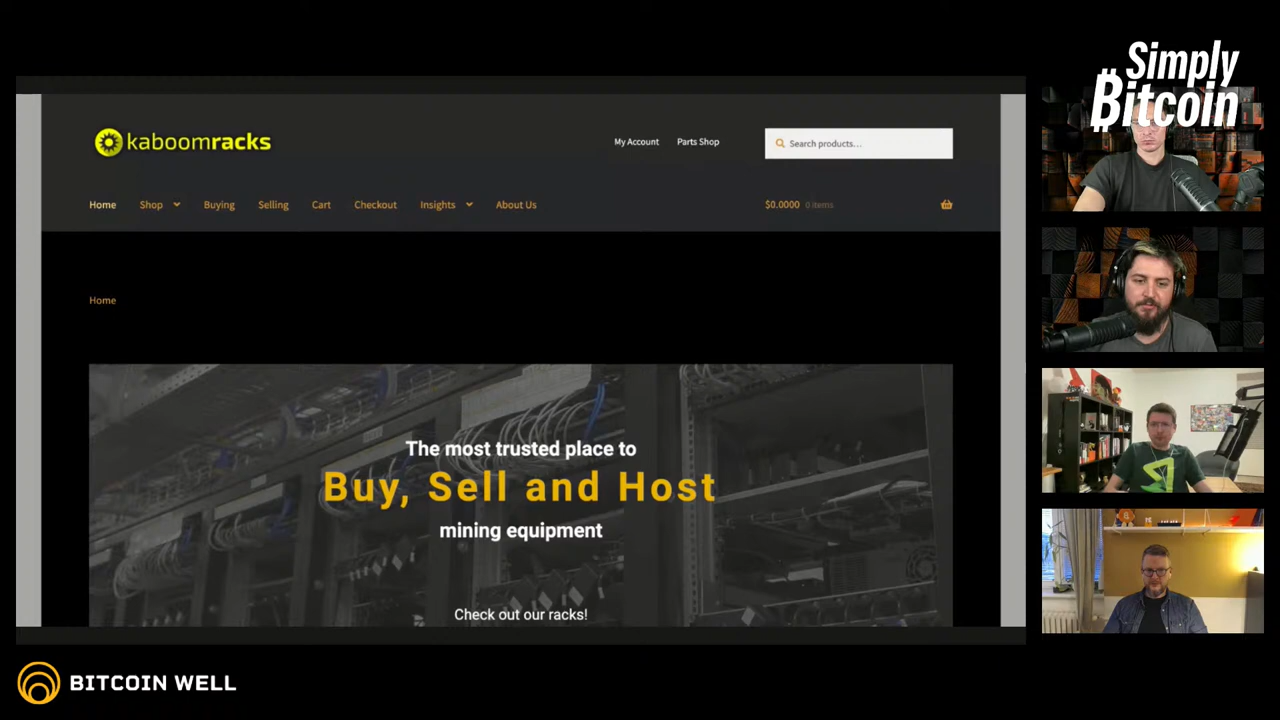 Simply
Bitcoin
kaboomracks
My Account
Parts Shop
Search products...
Home
Shop
Buying
Selling
Cart
Checkout
Insights
About Us
$0.0000 0 items
Home
The most trusted place to
Buy, Sell and Host
mining equipment
Check out our racks!
BITCOIN WELL